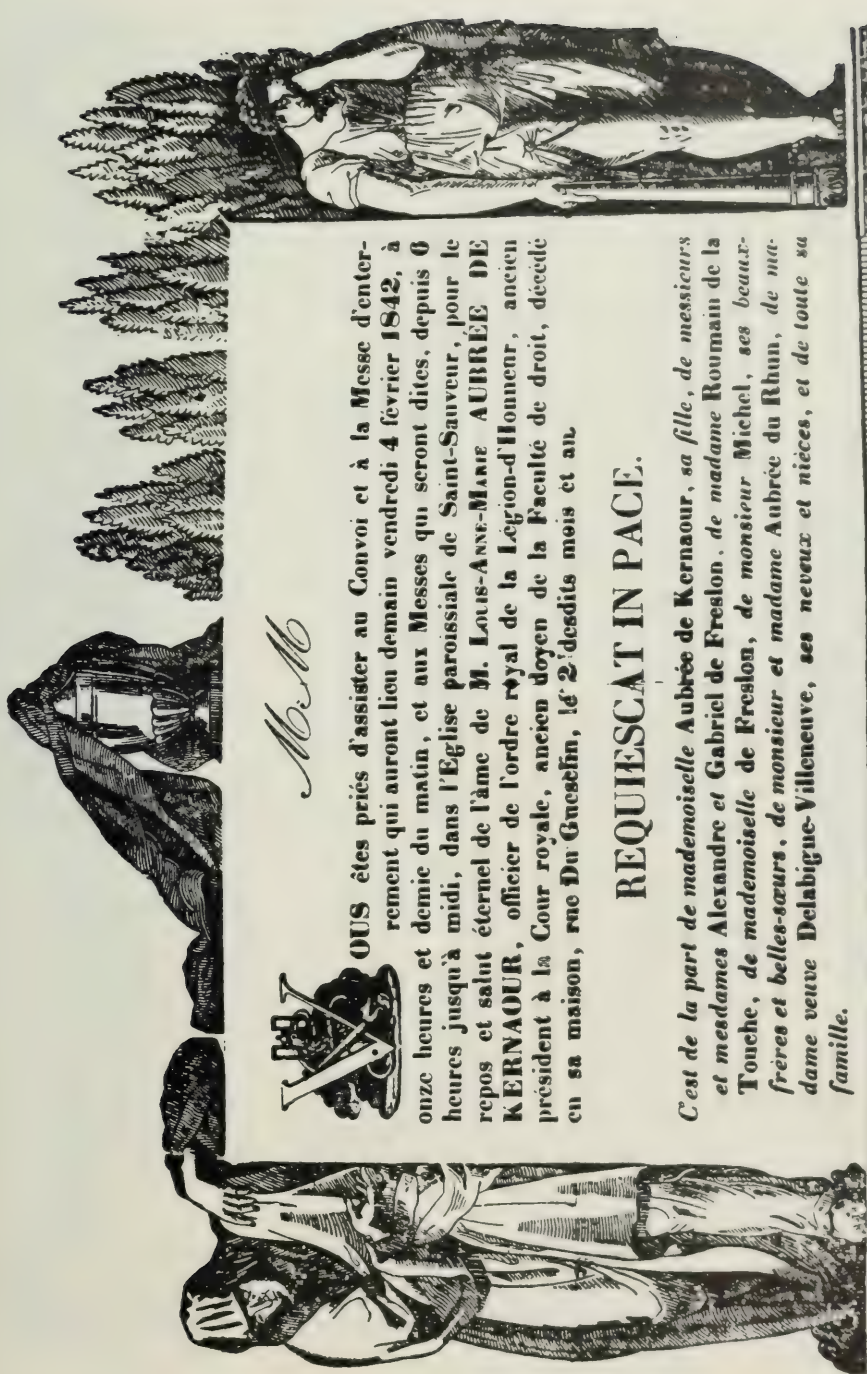 M. M
VOUS êtes priés d'assister au Convoi et à la Messe d'enter-
rement qui auront lieu demain vendredi 4 février 1842, à
onze heures et demie du matin, et aux Messes qui seront dites, depuis 6
heures jusqu'à midi, dans l'Eglise paroissiale de Saint-Sauveur, pour le
repos et salut éternel de l'âme de M. LOUIS-ANNE-MARIE AUBRÉE DE
KERNAOUR, officier de l'ordre royal de la Légion-d'Honneur, ancien
président à la Cour royale, ancien doyen de la Faculté de droit, décédé
en sa maison, rue Du Guesclin, le 2 desdits mois et an.
REQUIESCAT IN PACE.
C'est de la part de mademoiselle Aubrée de Kernaour, sa fille, de messieurs
et mesdames Alexandre et Gabriel de Freslon, de madame Roumain de la
Touche, de mademoiselle de Freslon, de monsieur Michel, ses beaux-
frères et belles-sœurs, de monsieur et madame Aubrée du Rhun, de ma-
dame veuve Delabigne-Villeneuve, ses neveux et nièces, et de toute sa
famille.